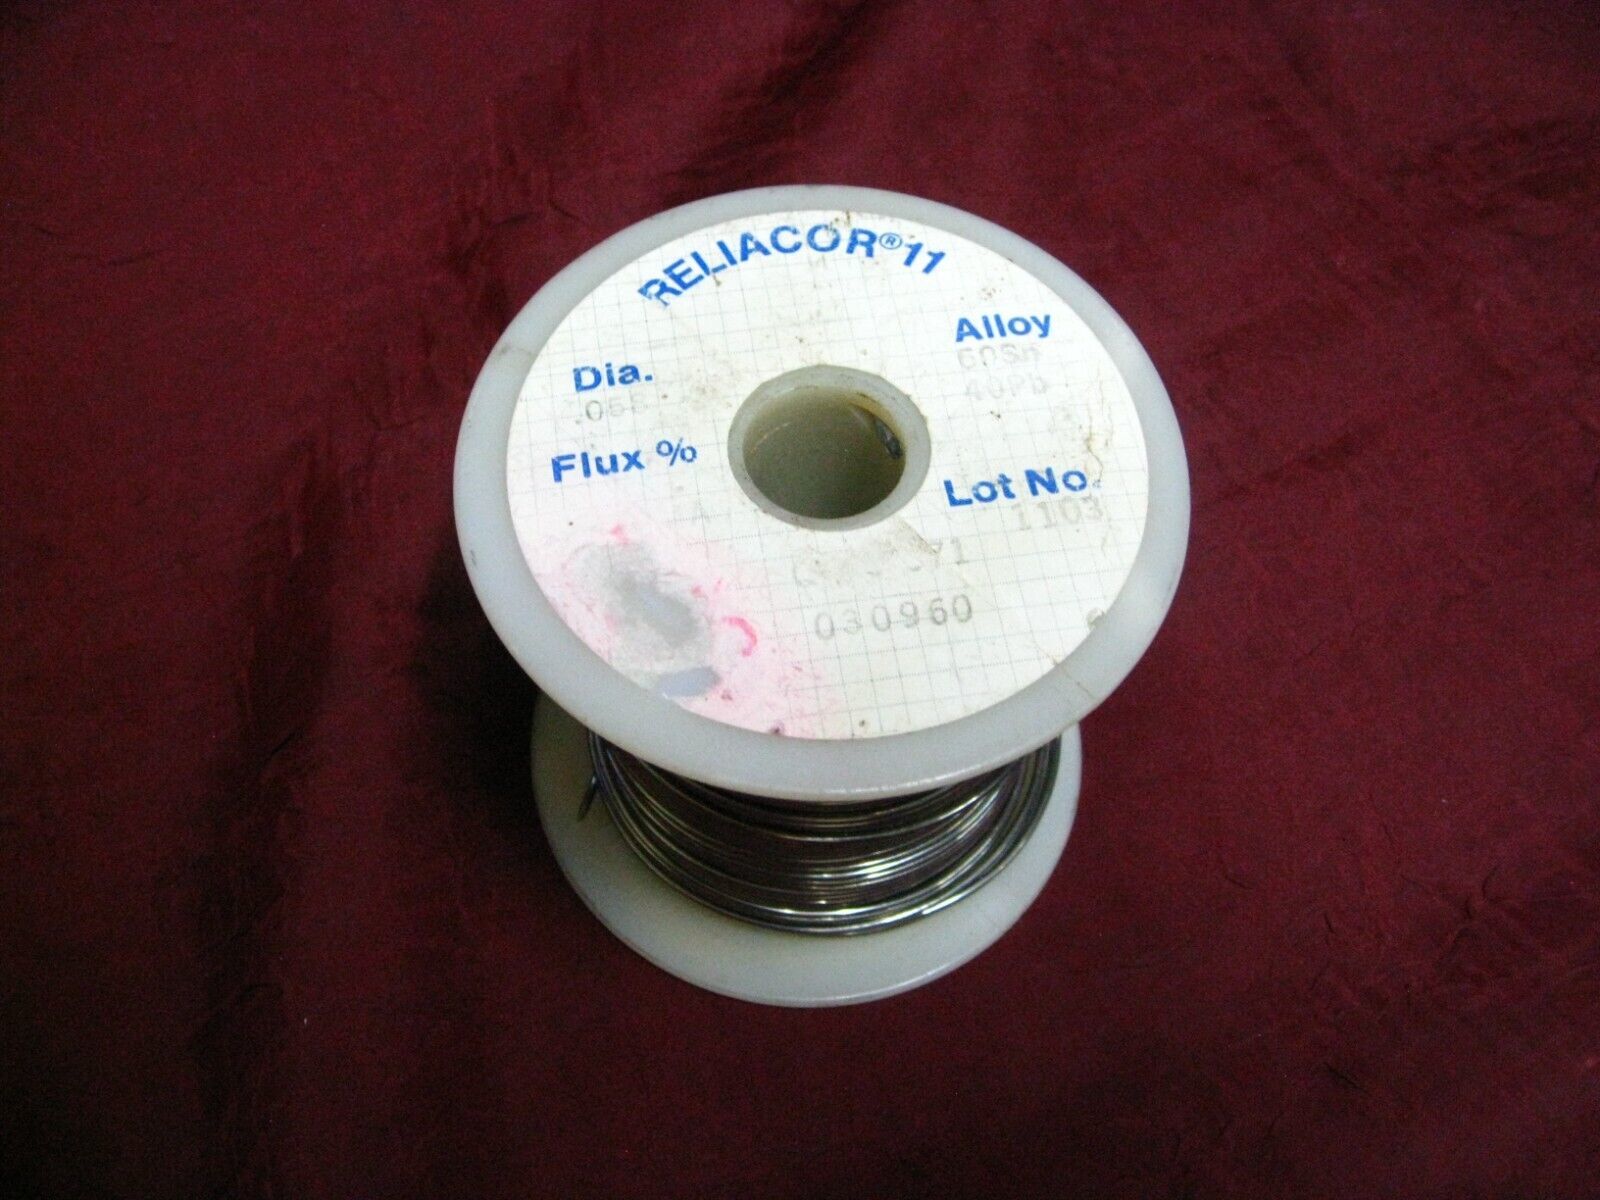 RELIACOR®11
Alloy
60Sn
40Pb
Dia.
Flux %
Lot No.
1103
030960